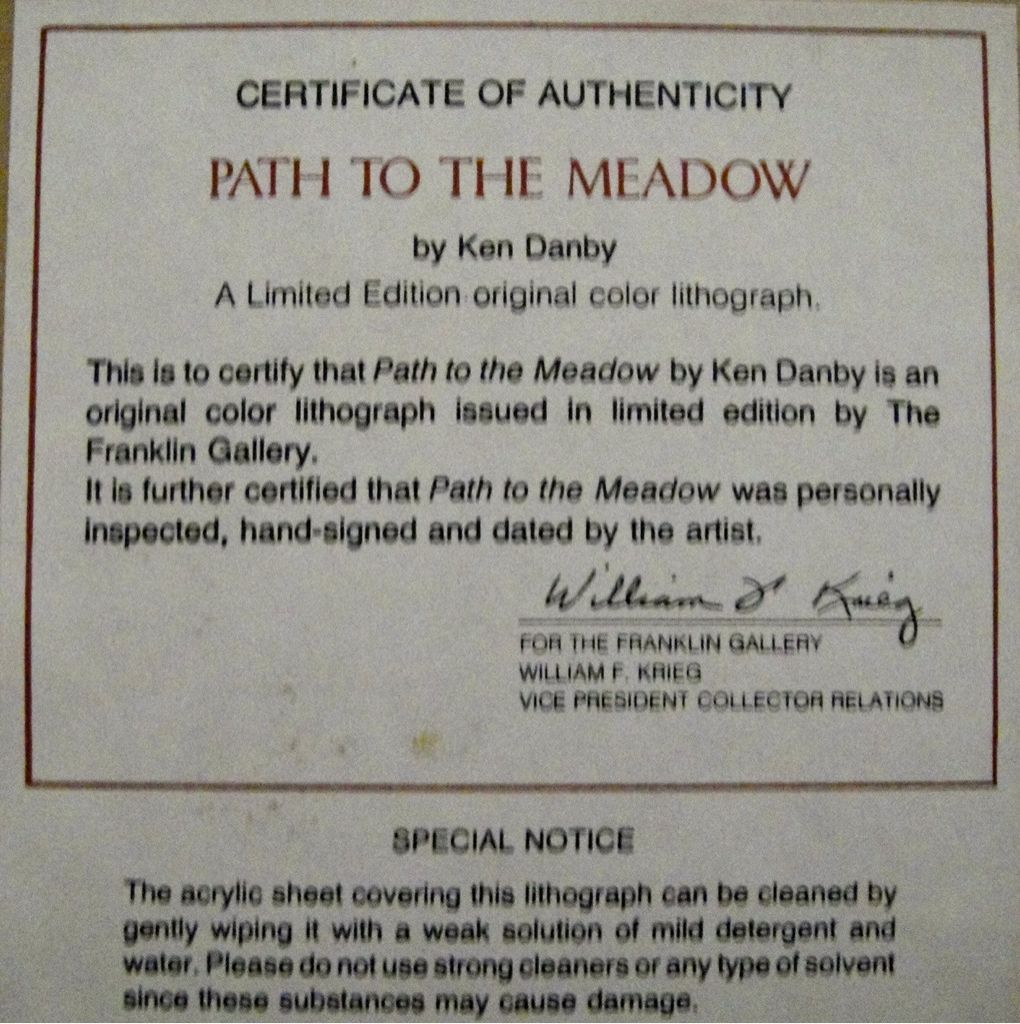 CERTIFICATE OF AUTHENTICITY
PATH TO THE MEADOW
by Ken Danby
A Limited Edition original color lithograph.
This is to certify that Path to the Meadow by Ken Danby is an
original color lithograph issued in limited edition by The
Franklin Gallery.
It is further certified that Path to the Meadow was personally
inspected, hand-signed and dated by the artist.
William F Krieg
FOR THE FRANKLIN GALLERY
WILLIAM F. KRIEG
VICE PRESIDENT COLLECTOR RELATIONS
SPECIAL NOTICE
The acrylic sheet covering this lithograph can be cleaned by
gently wiping it with a weak solution of mild detergent and
water. Please do not use strong cleaners or any type of solvent
since these substances may cause damage.